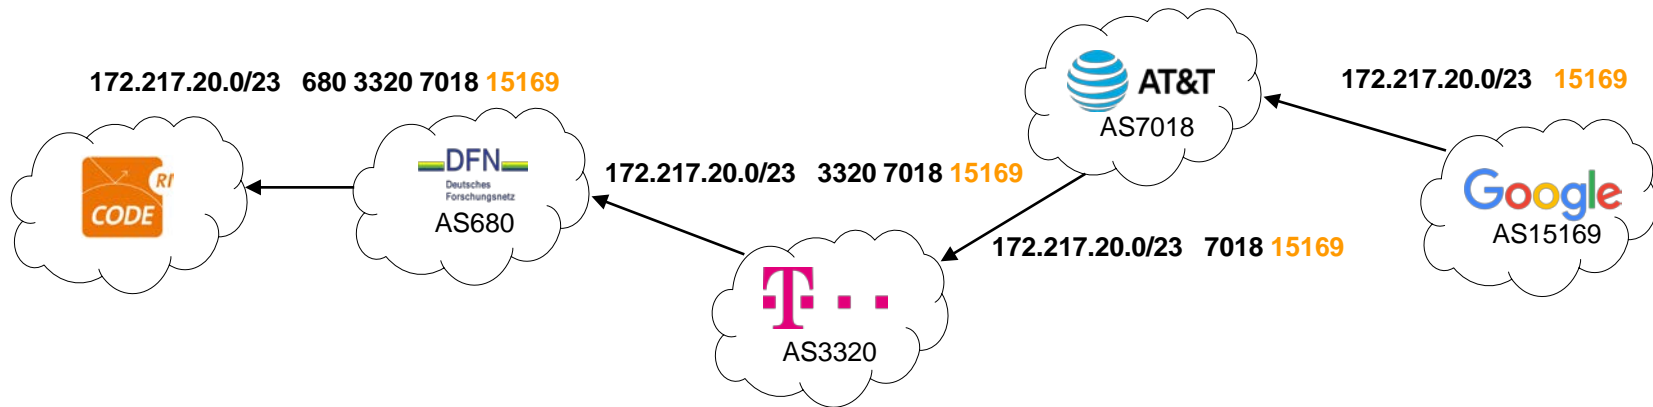 172.217.20.0/23 680 3320 7018 15169
RI
CODE
DFN
Deutsches
Forschungsnetz
AS680
172.217.20.0/23 3320 7018 15169
T
AS3320
172.217.20.0/23 7018 15169
AT&T
AS7018
172.217.20.0/23 15169
Google
AS15169